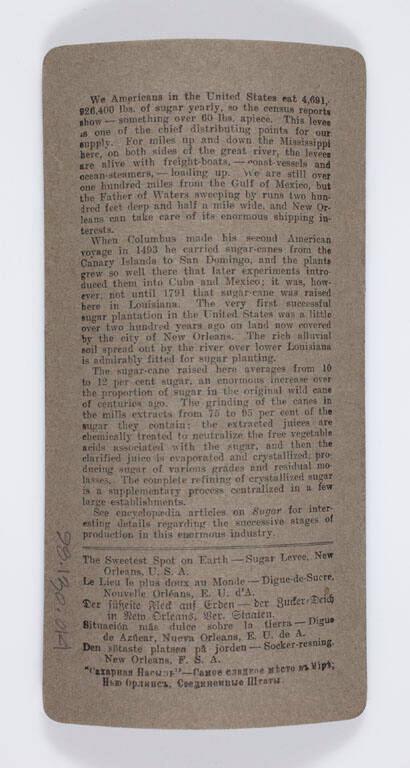 We Americans in the United States eat 4,691,-
926,400 lbs. of sugar yearly, so the census reports
show — something over 60 lbs. apiece. This levee
is one of the chief distributing points for our
supply. For miles up and down the Mississippi
here, on both sides of the great river, the levees
are alive with freight-boats, — coast-vessels and
ocean-steamers, — loading up. We are still over
one hundred miles from the Gulf of Mexico, but
the Father of Waters sweeping by runs two hun-
dred feet deep and half a mile wide, and New Or-
leans can take care of its enormous shipping in-
terests.
When Columbus made his second American
voyage in 1493 he carried sugar-canes from the
Canary Islands to San Domingo, and the plants
grew so well there that later experiments intro-
duced them into Cuba and Mexico; it was, how-
ever, not until 1791 that sugar-cane was raised
here in Louisiana. The very first successful
sugar plantation in the United States was a little
over two hundred years ago on land now covered
by the city of New Orleans. The rich alluvial
soil spread out by the river over lower Louisiana
is admirably fitted for sugar planting.
The sugar-cane raised here averages from 10
to 12 per cent sugar, an enormous increase over
the proportion of sugar in the original wild cane
of centuries ago. The grinding of the canes in
the mills extracts from 75 to 95 per cent of the
sugar they contain; the extracted juices are
chemically treated to neutralize the free vegetable
acids associated with the sugar, and then the
clarified juice is evaporated and crystallized, pro-
ducing sugar of various grades and residual mo-
lasses. The complete refining of crystallized sugar
is a supplementary process centralized in a few
large establishments.
See encyclopædia articles on Sugar for inter-
esting details regarding the successive stages of
production in this enormous industry.
The Sweetest Spot on Earth — Sugar Levee, New
Orleans, U. S. A.
Le Lieu le plus doux au Monde — Digue-de-Sucre,
Nouvelle Orléans, E. U. d'A.
Der süßeste Fleck auf Erden — der Zucker-Deich
in New Orleans, Ver. Staaten.
Situación más dulce sobre la tierra — Digue
de Azúcar, Nueva Orleans, E. U. de A.
Den sötaste platsen på jorden — Socker-resning,
New Orleans, F. S. A.
"Сахарная Насыпь" — Самое сладкое мѣсто въ Мірѣ;
Нью Орлинсъ, Соединенные Штаты.